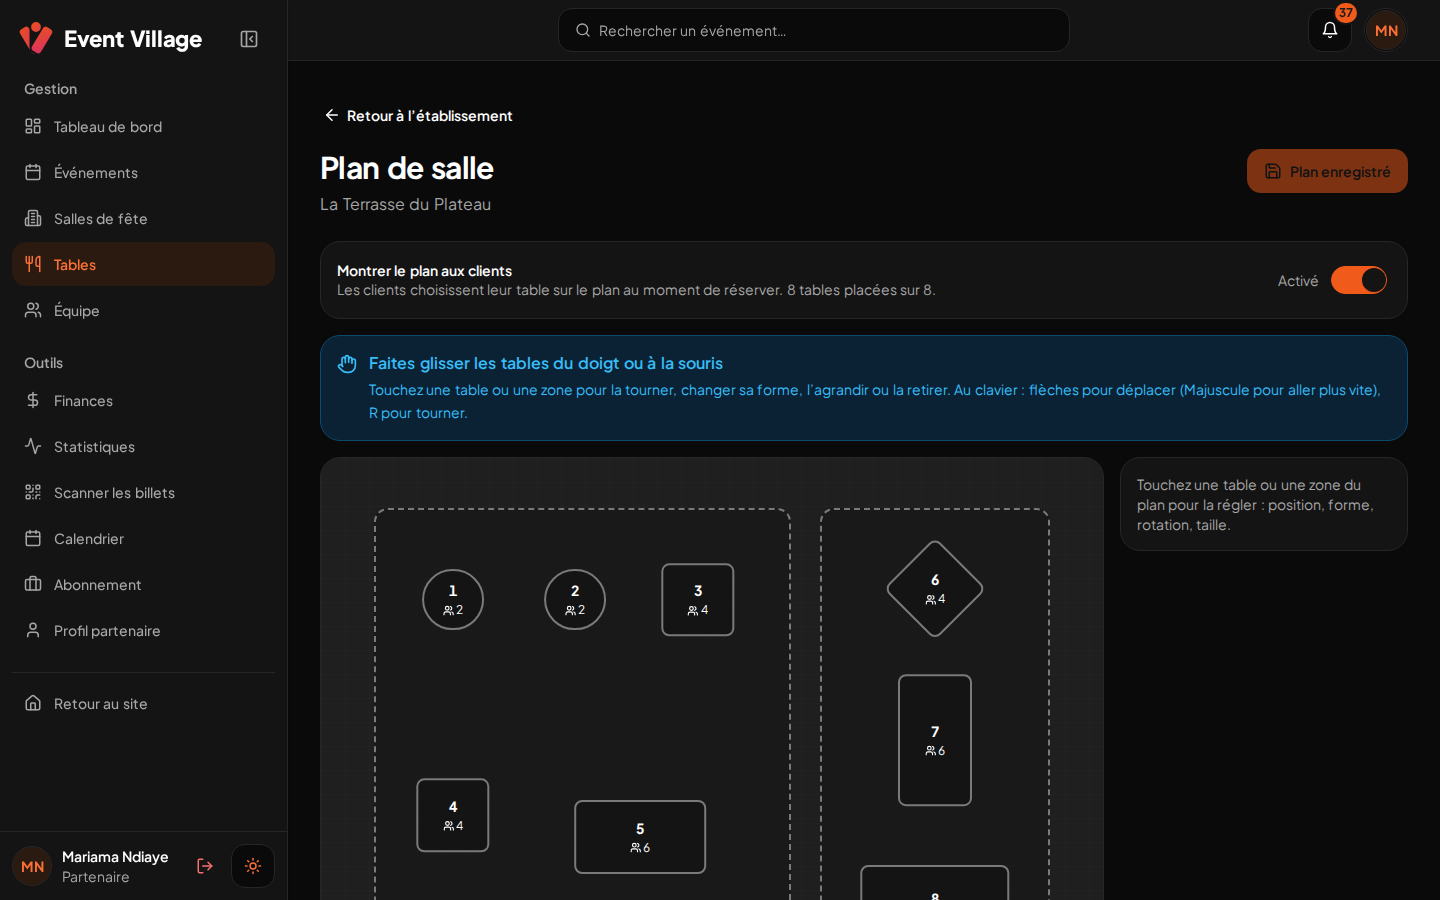 Event Village
Gestion
Tableau de bord
Événements
Salles de fête
Tables
Équipe
Outils
Finances
Statistiques
Scanner les billets
Calendrier
Abonnement
Profil partenaire
Retour au site
MN
Mariama Ndiaye
Partenaire
Rechercher un événement...
37
MN
Retour à l'établissement
Plan de salle
La Terrasse du Plateau
Plan enregistré
Montrer le plan aux clients
Les clients choisissent leur table sur le plan au moment de réserver. 8 tables placées sur 8.
Activé
Faites glisser les tables du doigt ou à la souris
Touchez une table ou une zone pour la tourner, changer sa forme, l'agrandir ou la retirer. Au clavier : flèches pour déplacer (Majuscule pour aller plus vite),
R pour tourner.
1
2
2
2
3
4
6
4
7
6
4
4
5
6
8
Touchez une table ou une zone du
plan pour la régler : position, forme,
rotation, taille.